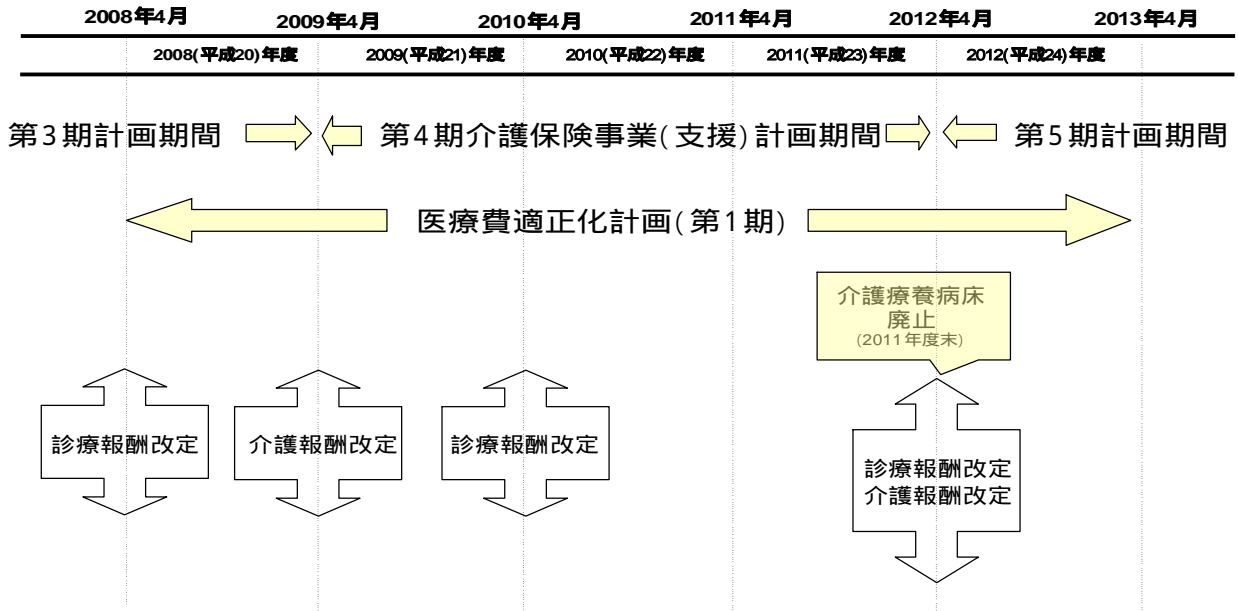 2008年4月
2009年4月
2010年4月
2011年4月
2012年4月
2013年4月
2008(平成20)年度
2009(平成21)年度
2010(平成22)年度
2011(平成23)年度
2012(平成24)年度
第3期計画期間
第4期介護保険事業(支援)計画期間
第5期計画期間
医療費適正化計画(第1期)
介護療養病床
廃止
(2011年度末)
診療報酬改定
介護報酬改定
診療報酬改定
診療報酬改定
介護報酬改定